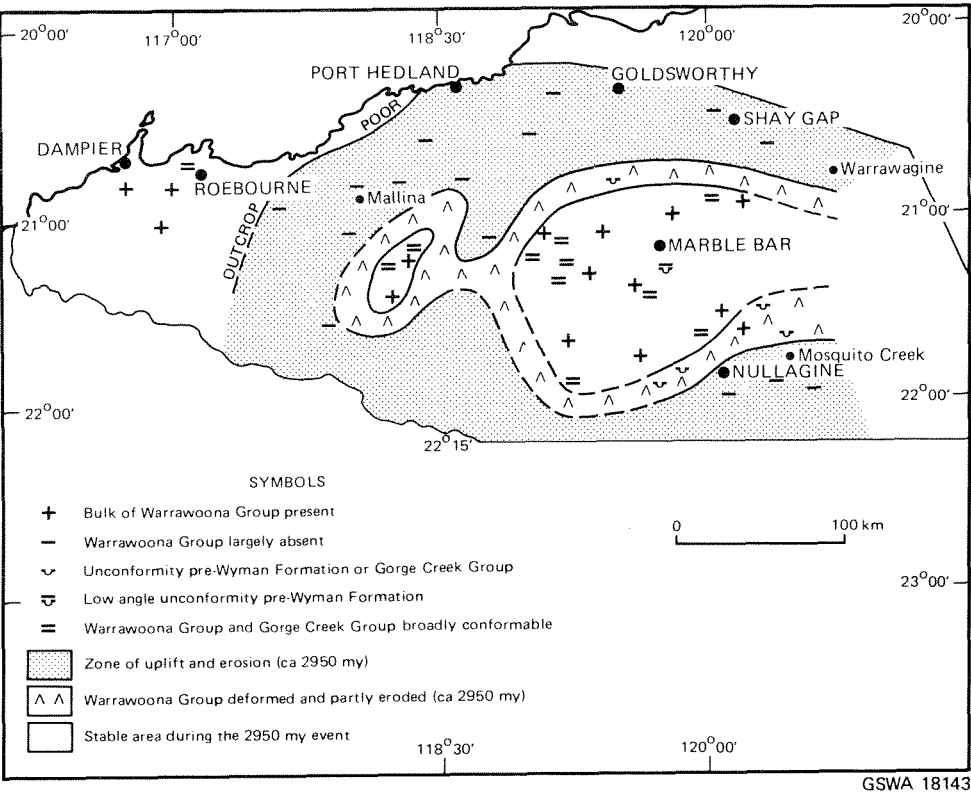 20°00′
117°00′
118°30′
120°00′
20°00′
PORT HEDLAND
GOLDSWORTHY
POOR
SHAY GAP
DAMPIER
ROEBOURNE
Warrawagine
Mallina
21°00′
21°00′
OUTCROP
MARBLE BAR
Mosquito Creek
NULLAGINE
22°00′
22°00′
22°15′
SYMBOLS
Bulk of Warrawoona Group present
Warrawoona Group largely absent
0 100 km
Unconformity pre-Wyman Formation or Gorge Creek Group
23°00′
Low angle unconformity pre-Wyman Formation
Warrawoona Group and Gorge Creek Group broadly conformable
Zone of uplift and erosion (ca 2950 my)
Warrawoona Group deformed and partly eroded (ca 2950 my)
Stable area during the 2950 my event
118°30′
120°00′
GSWA 18143